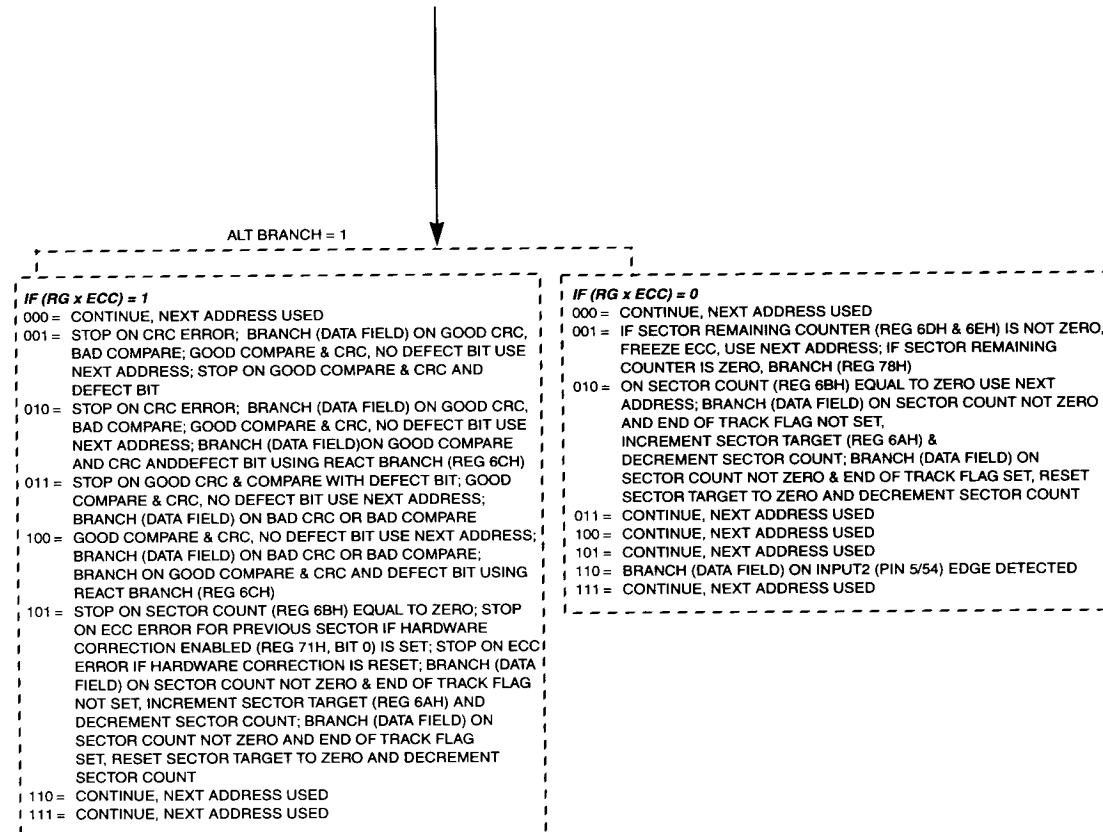 ALT BRANCH = 1
IF (RG x ECC) = 1
000 = CONTINUE, NEXT ADDRESS USED
001 = STOP ON CRC ERROR; BRANCH (DATA FIELD) ON GOOD CRC,
BAD COMPARE; GOOD COMPARE & CRC, NO DEFECT BIT USE
NEXT ADDRESS; STOP ON GOOD COMPARE & CRC AND
DEFECT BIT
010 = STOP ON CRC ERROR; BRANCH (DATA FIELD) ON GOOD CRC,
BAD COMPARE; GOOD COMPARE & CRC, NO DEFECT BIT USE
NEXT ADDRESS; BRANCH (DATA FIELD)ON GOOD COMPARE
AND CRC ANDDEFECT BIT USING REACT BRANCH (REG 6CH)
011 = STOP ON GOOD CRC & COMPARE WITH DEFECT BIT; GOOD
COMPARE & CRC, NO DEFECT BIT USE NEXT ADDRESS;
BRANCH (DATA FIELD) ON BAD CRC OR BAD COMPARE
100 = GOOD COMPARE & CRC, NO DEFECT BIT USE NEXT ADDRESS;
BRANCH (DATA FIELD) ON BAD CRC OR BAD COMPARE;
BRANCH ON GOOD COMPARE & CRC AND DEFECT BIT USING
REACT BRANCH (REG 6CH)
101 = STOP ON SECTOR COUNT (REG 6BH) EQUAL TO ZERO; STOP
ON ECC ERROR FOR PREVIOUS SECTOR IF HARDWARE
CORRECTION ENABLED (REG 71H, BIT 0) IS SET; STOP ON ECC
ERROR IF HARDWARE CORRECTION IS RESET; BRANCH (DATA
FIELD) ON SECTOR COUNT NOT ZERO & END OF TRACK FLAG
NOT SET, INCREMENT SECTOR TARGET (REG 6AH) AND
DECREMENT SECTOR COUNT; BRANCH (DATA FIELD) ON
SECTOR COUNT NOT ZERO AND END OF TRACK FLAG
SET, RESET SECTOR TARGET TO ZERO AND DECREMENT
SECTOR COUNT
110 = CONTINUE, NEXT ADDRESS USED
111 = CONTINUE, NEXT ADDRESS USED
IF (RG x ECC) = 0
000 = CONTINUE, NEXT ADDRESS USED
001 = IF SECTOR REMAINING COUNTER (REG 6DH & 6EH) IS NOT ZERO,
FREEZE ECC, USE NEXT ADDRESS; IF SECTOR REMAINING
COUNTER IS ZERO, BRANCH (REG 78H)
010 = ON SECTOR COUNT (REG 6BH) EQUAL TO ZERO USE NEXT
ADDRESS; BRANCH (DATA FIELD) ON SECTOR COUNT NOT ZERO
AND END OF TRACK FLAG NOT SET,
INCREMENT SECTOR TARGET (REG 6AH) &
DECREMENT SECTOR COUNT; BRANCH (DATA FIELD) ON
SECTOR COUNT NOT ZERO & END OF TRACK FLAG SET, RESET
SECTOR TARGET TO ZERO AND DECREMENT SECTOR COUNT
011 = CONTINUE, NEXT ADDRESS USED
100 = CONTINUE, NEXT ADDRESS USED
101 = CONTINUE, NEXT ADDRESS USED
110 = BRANCH (DATA FIELD) ON INPUT2 (PIN 5/54) EDGE DETECTED
111 = CONTINUE, NEXT ADDRESS USED